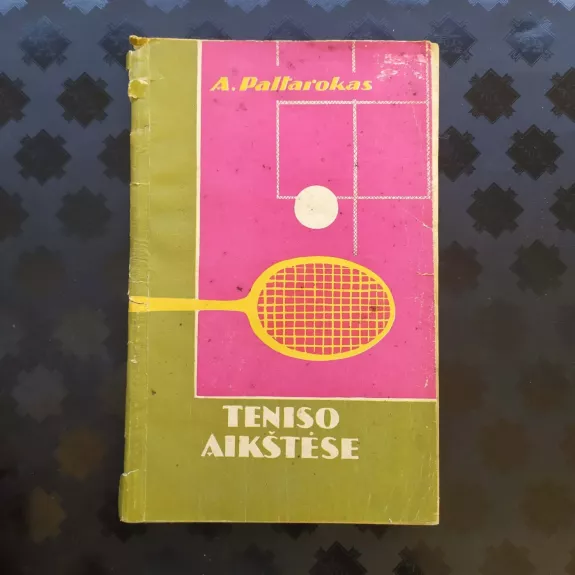 A. Paltarokas
TENISO
AIKŠTĖSE